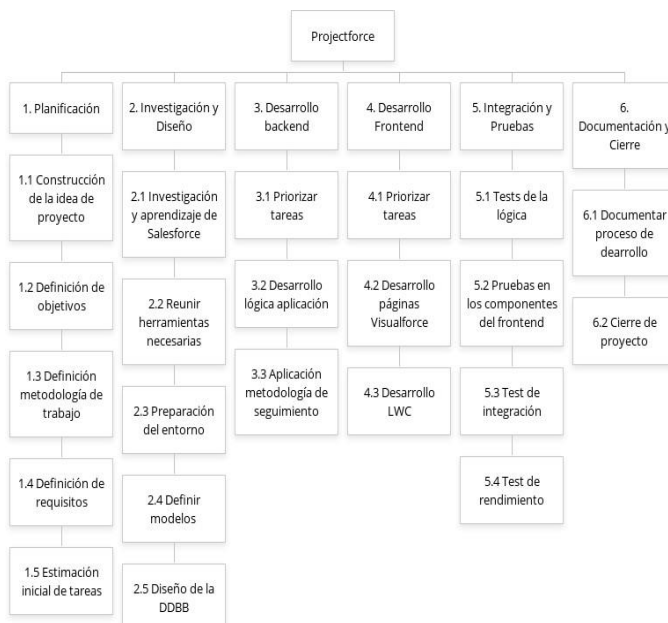 Projectforce
1. Planificación
1.1 Construcción
de la idea de
proyecto
1.2 Definición de
objetivos
1.3 Definición
metodología de
trabajo
1.4 Definición de
requisitos
1.5 Estimación
inicial de tareas
2. Investigación y
Diseño
2.1 Investigación
y aprendizaje de
Salesforce
2.2 Reunir
herramientas
necesarias
2.3 Preparación
del entorno
2.4 Definir
modelos
2.5 Diseño de la
DDBB
3. Desarrollo
backend
3.1 Priorizar
tareas
3.2 Desarrollo
lógica aplicación
3.3 Aplicación
metodología de
seguimiento
4. Desarrollo
Frontend
4.1 Priorizar
tareas
4.2 Desarrollo
páginas
Visualforce
4.3 Desarrollo
LWC
5. Integración y
Pruebas
5.1 Tests de la
lógica
5.2 Pruebas en
los componentes
del frontend
5.3 Test de
integración
5.4 Test de
rendimiento
6.
Documentación y
Cierre
6.1 Documentar
proceso de
dearrollo
6.2 Cierre de
proyecto